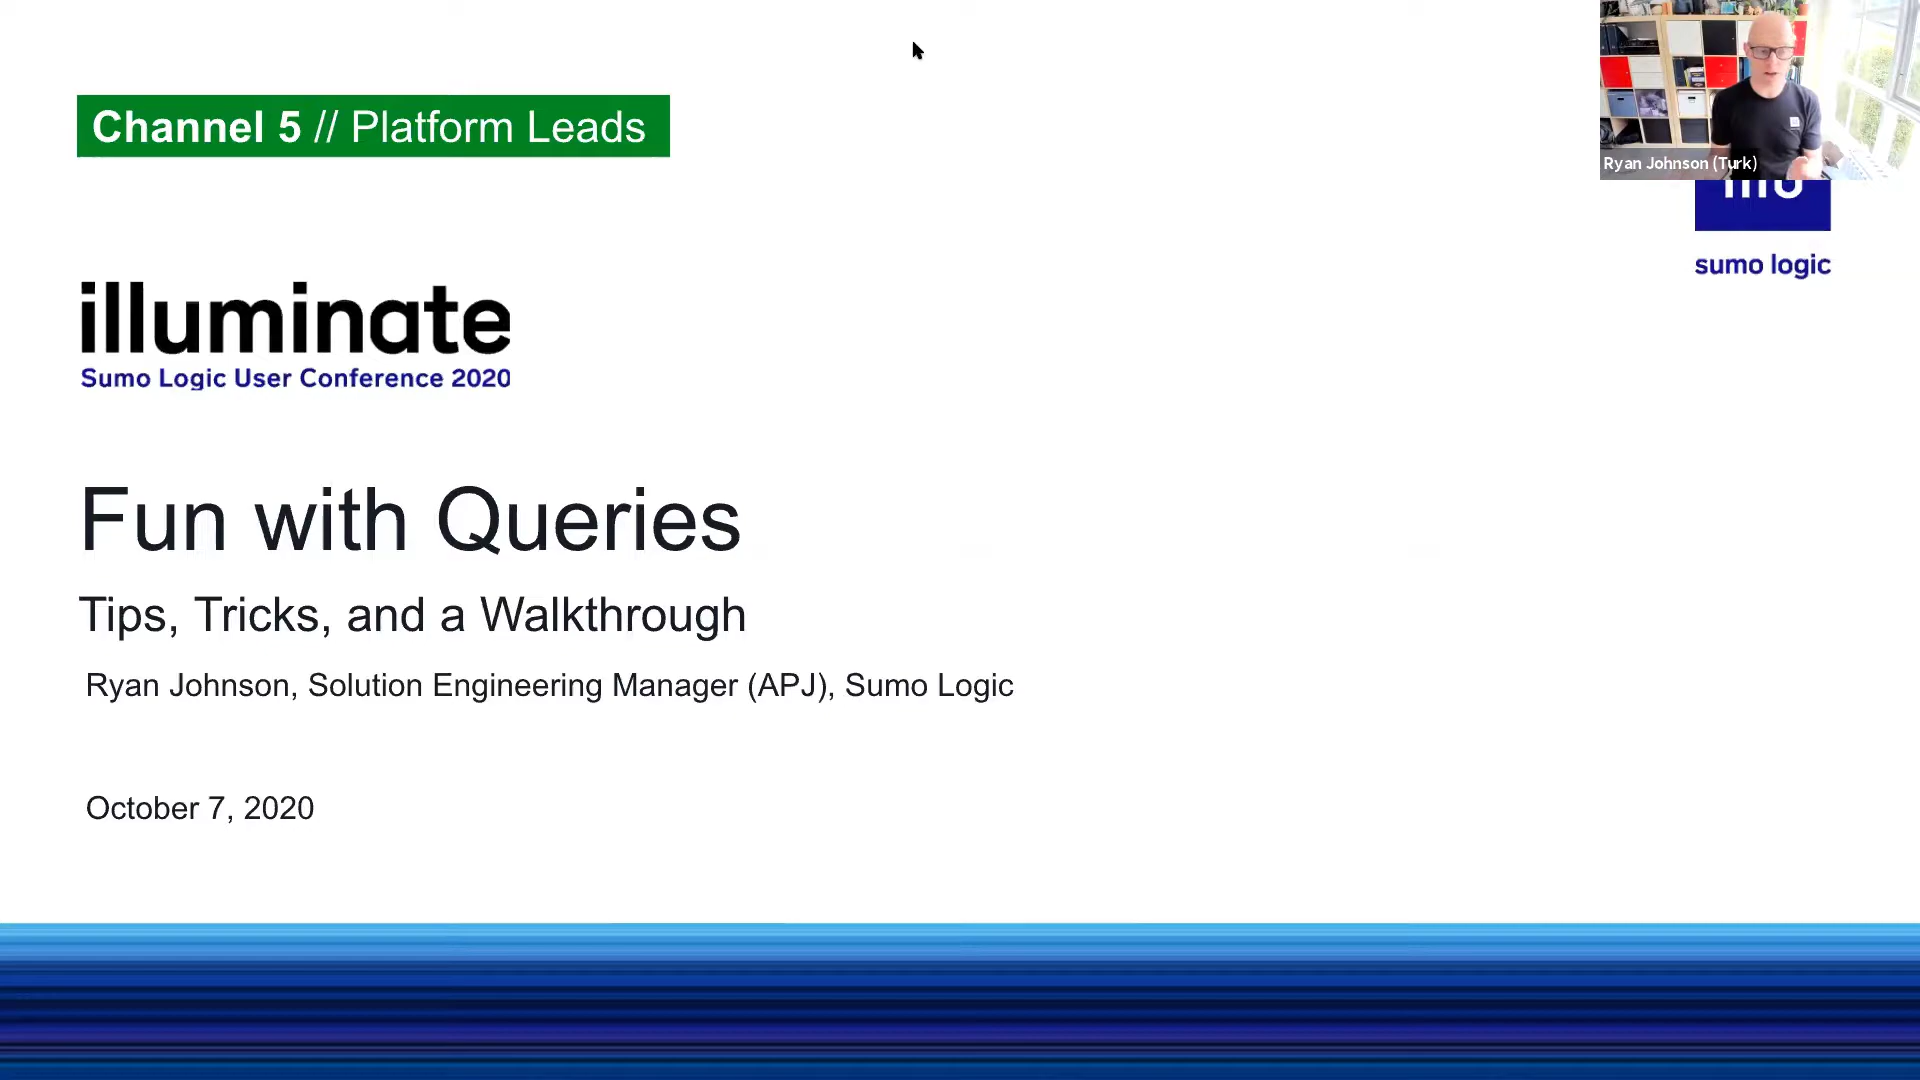 Channel 5 // Platform Leads
Ryan Johnson (Turk)
sumo logic
illuminate
Sumo Logic User Conference 2020
Fun with Queries
Tips, Tricks, and a Walkthrough
Ryan Johnson, Solution Engineering Manager (APJ), Sumo Logic
October 7, 2020